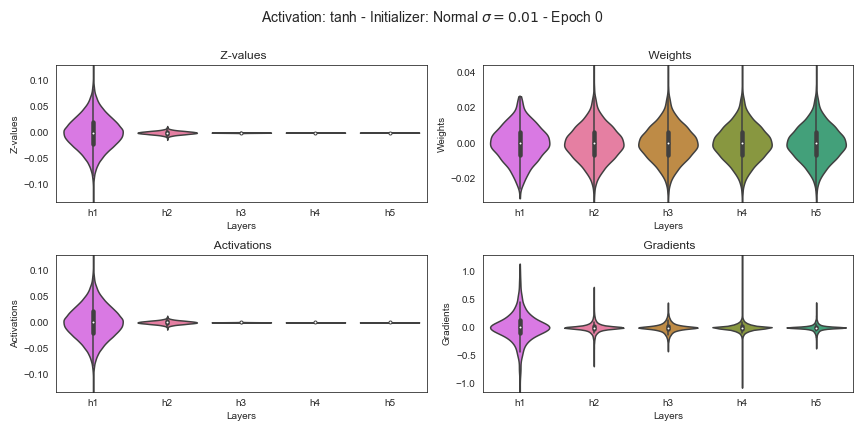 Activation: tanh - Initializer: Normal σ = 0.01 - Epoch 0
Z-values
Z-values
0.10
0.05
0.00
−0.05
−0.10
h1 h2 h3 h4 h5
Layers
Weights
Weights
0.04
0.02
0.00
−0.02
h1 h2 h3 h4 h5
Layers
Activations
Activations
0.10
0.05
0.00
−0.05
−0.10
h1 h2 h3 h4 h5
Layers
Gradients
Gradients
1.0
0.5
0.0
−0.5
−1.0
h1 h2 h3 h4 h5
Layers